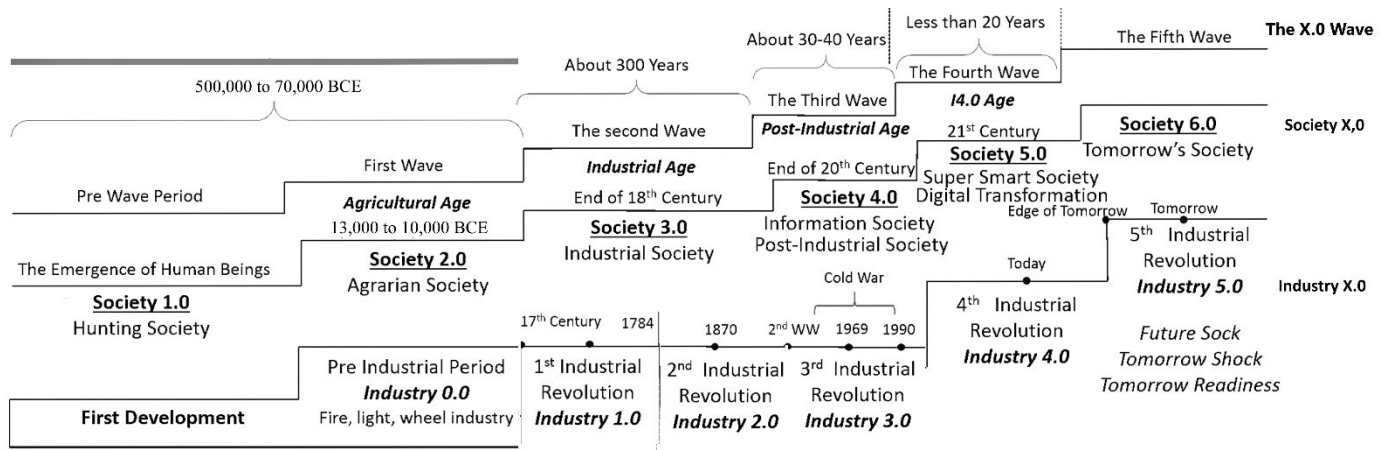 Less than 20 Years
The X.0 Wave
About 30-40 Years
The Fifth Wave
About 300 Years
The Fourth Wave
500,000 to 70,000 BCE
The Third Wave
I4.0 Age
The second Wave
Post-Industrial Age
21st Century
Society 6.0
Society X,0
First Wave
Industrial Age
End of 20th Century
Society 5.0
Tomorrow's Society
Pre Wave Period
Agricultural Age
End of 18th Century
Society 4.0
Super Smart Society
Digital Transformation
13,000 to 10,000 BCE
Society 3.0
Information Society
Edge of Tomorrow
Tomorrow
Society 2.0
Industrial Society
Post-Industrial Society
5th Industrial
Revolution
Industry 5.0
The Emergence of Human Beings
Agrarian Society
Cold War
Today
Industry X.0
Society 1.0
Hunting Society
4th Industrial
Revolution
Industry 4.0
17th Century
1784
1870
2nd WW
1969
1990
Future Sock
Tomorrow Shock
Tomorrow Readiness
Pre Industrial Period
Industry 0.0
Fire, light, wheel industry
1st Industrial
Revolution
Industry 1.0
2nd Industrial
Revolution
Industry 2.0
3rd Industrial
Revolution
Industry 3.0
First Development